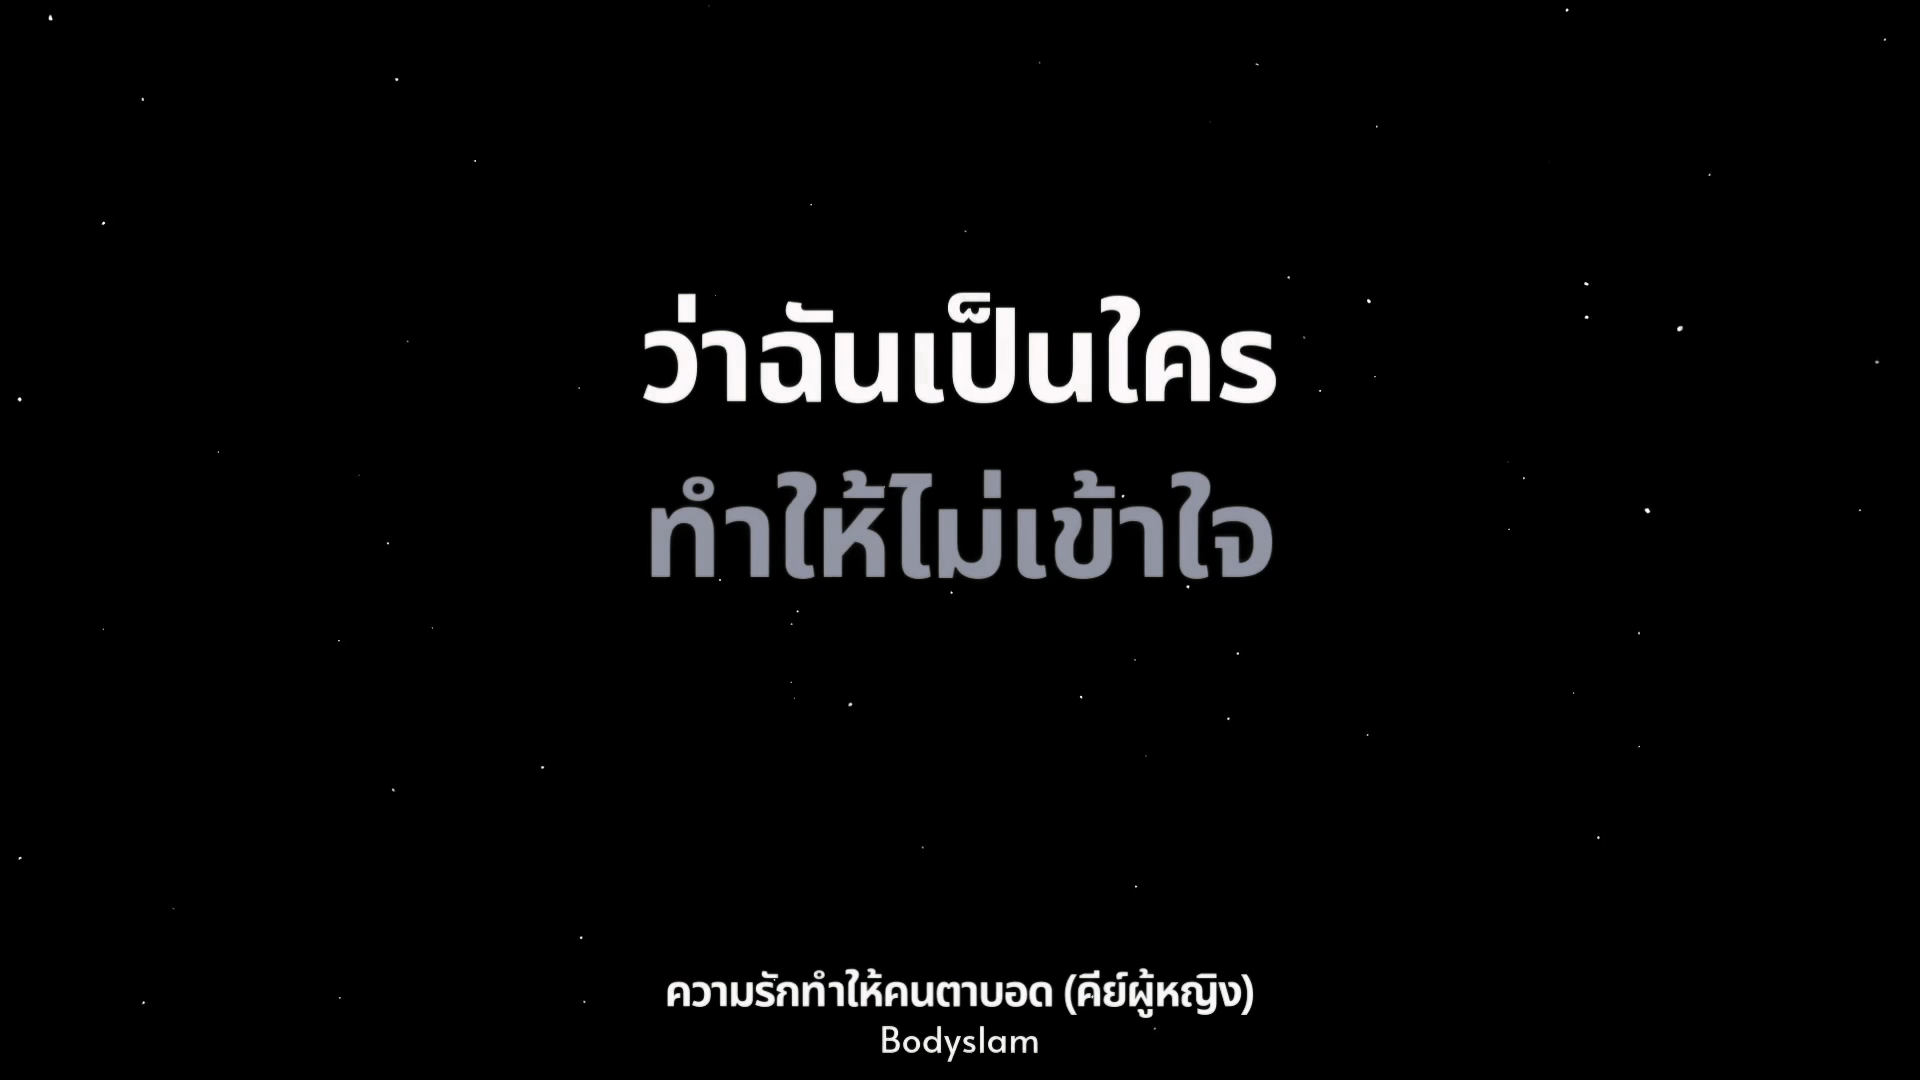 ว่าฉันเป็นใคร
ทำให้ไม่เข้าใจ
ความรักทำให้คนตาบอด (คีย์ผู้หญิง)
Bodyslam